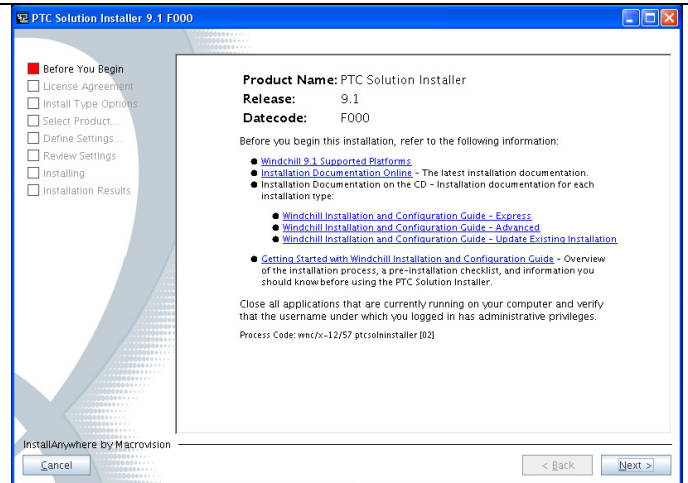 PTC Solution Installer 9.1 F000
Before You Begin
License Agreement
Install Type Options
Select Product...
Define Settings...
Review Settings
Installing
Installation Results
Product Name: PTC Solution Installer
Release: 9.1
Datecode: F000
Before you begin this installation, refer to the following information:
● Windchill 9.1 Supported Platforms
● Installation Documentation Online - The latest installation documentation.
● Installation Documentation on the CD - Installation documentation for each
installation type:
● Windchill Installation and Configuration Guide - Express
● Windchill Installation and Configuration Guide - Advanced
● Windchill Installation and Configuration Guide - Update Existing Installation
● Getting Started with Windchill Installation and Configuration Guide - Overview
of the installation process, a pre-installation checklist, and information you
should know before using the PTC Solution Installer.
Close all applications that are currently running on your computer and verify
that the username under which you logged in has administrative privileges.
Process Code: wnc/x-12/57 ptcsolninstaller [02]
InstallAnywhere by Macrovision
Cancel
< Back
Next >